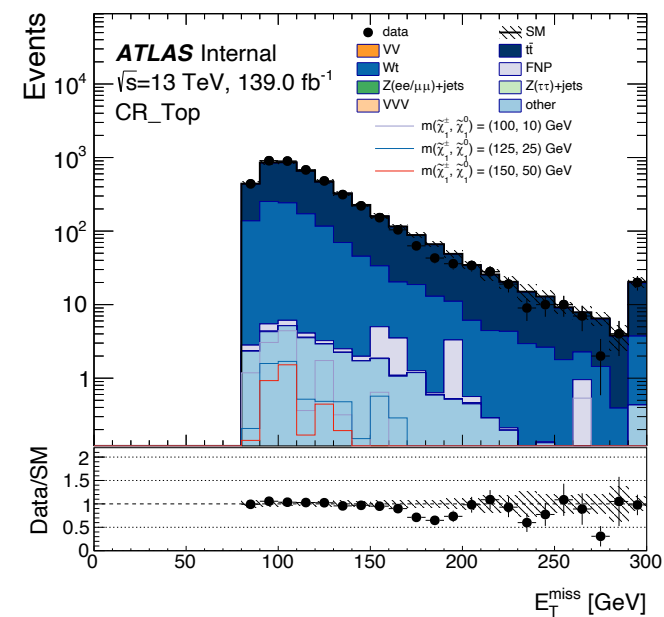 Events
ATLAS Internal
√s=13 TeV, 139.0 fb⁻¹
CR_Top
data
SM
VV
tt̄
Wt
FNP
Z(ee/μμ)+jets
Z(ττ)+jets
VVV
other
m(χ̃₁±, χ̃₁⁰) = (100, 10) GeV
m(χ̃₁±, χ̃₁⁰) = (125, 25) GeV
m(χ̃₁±, χ̃₁⁰) = (150, 50) GeV
10⁴
10³
10²
10
1
Data/SM
2
1.5
1
0.5
0
0 50 100 150 200 250 300
E_T^miss [GeV]